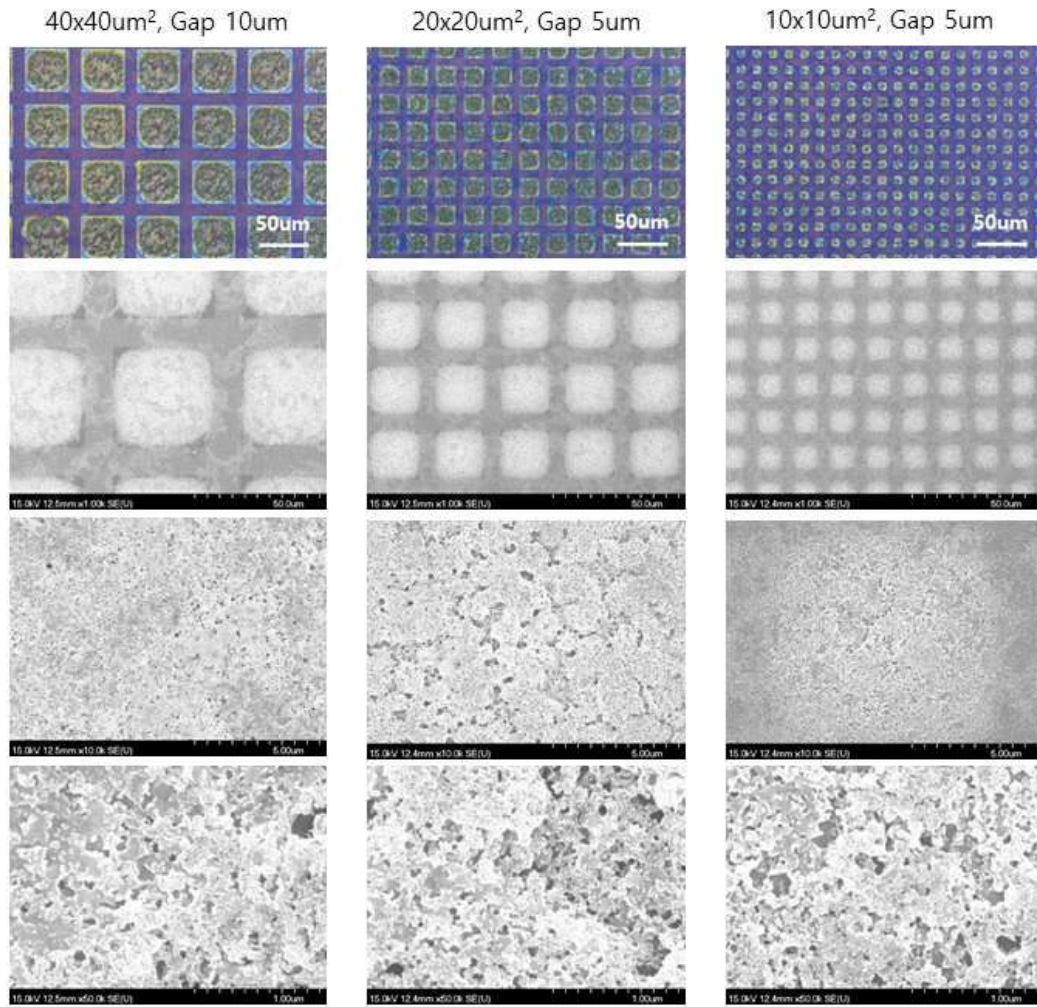 40x40um², Gap 10um
20x20um², Gap 5um
10x10um², Gap 5um
50um
50um
50um
15.0kV 12.5mm x1.00k SE(U) 50.0um
15.0kV 12.5mm x1.00k SE(U) 50.0um
15.0kV 12.4mm x1.00k SE(U) 50.0um
15.0kV 12.5mm x10.0k SE(U) 5.00um
15.0kV 12.4mm x10.0k SE(U) 5.00um
15.0kV 12.4mm x10.0k SE(U) 5.00um
15.0kV 12.5mm x50.0k SE(U) 1.00um
15.0kV 12.4mm x50.0k SE(U) 1.00um
15.0kV 12.4mm x50.0k SE(U) 1.00um